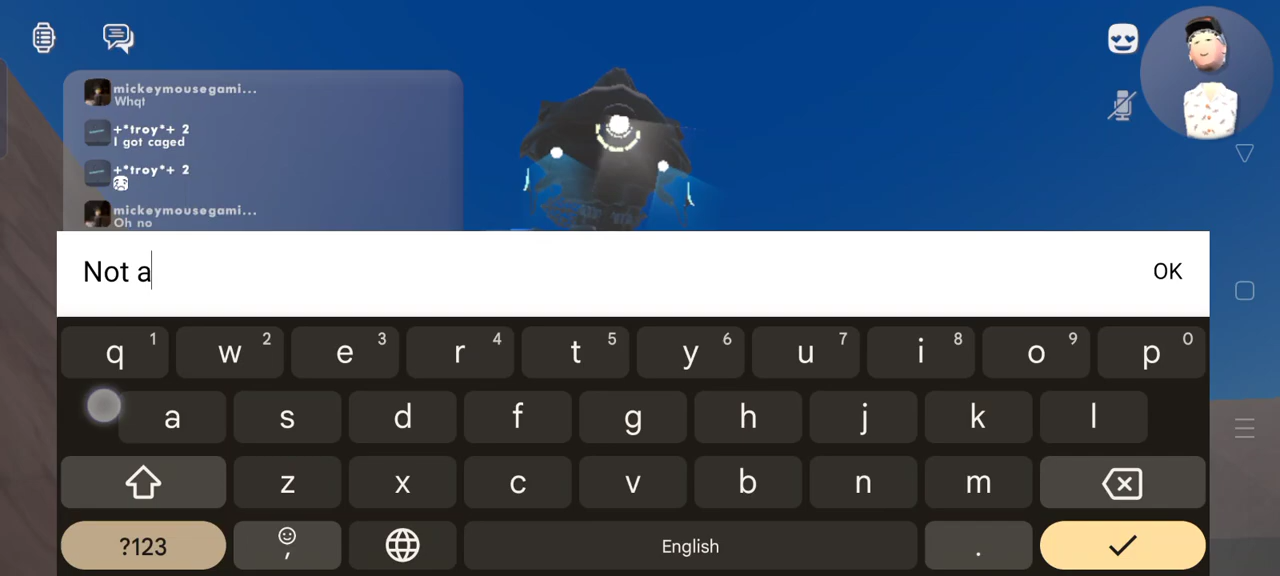 mickeymousegami...
Whqt
+*troy*+ 2
I got caged
+*troy*+ 2
mickeymousegami...
Oh no
Not a
OK
q 1 w 2 e 3 r 4 t 5 y 6 u 7 i 8 o 9 p 0
a s d f g h j k l
z x c v b n m
?123 , English .